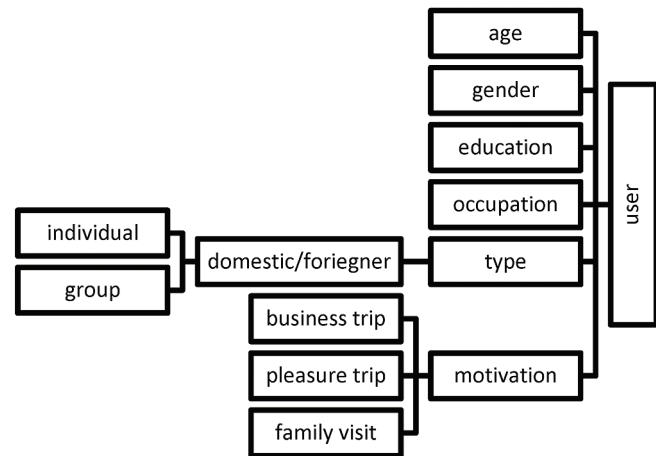 age
gender
education
occupation
user
individual
domestic/foriegner
type
group
business trip
pleasure trip
motivation
family visit